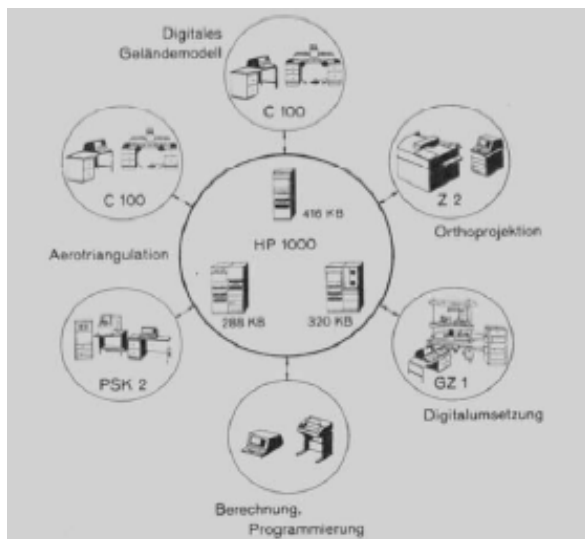 Digitales
Geländemodell
C 100
C 100
Z 2
416 KB
HP 1000
Orthoprojektion
Aerotriangulation
288 KB
320 KB
PSK 2
GZ 1
Digitalumsetzung
Berechnung,
Programmierung